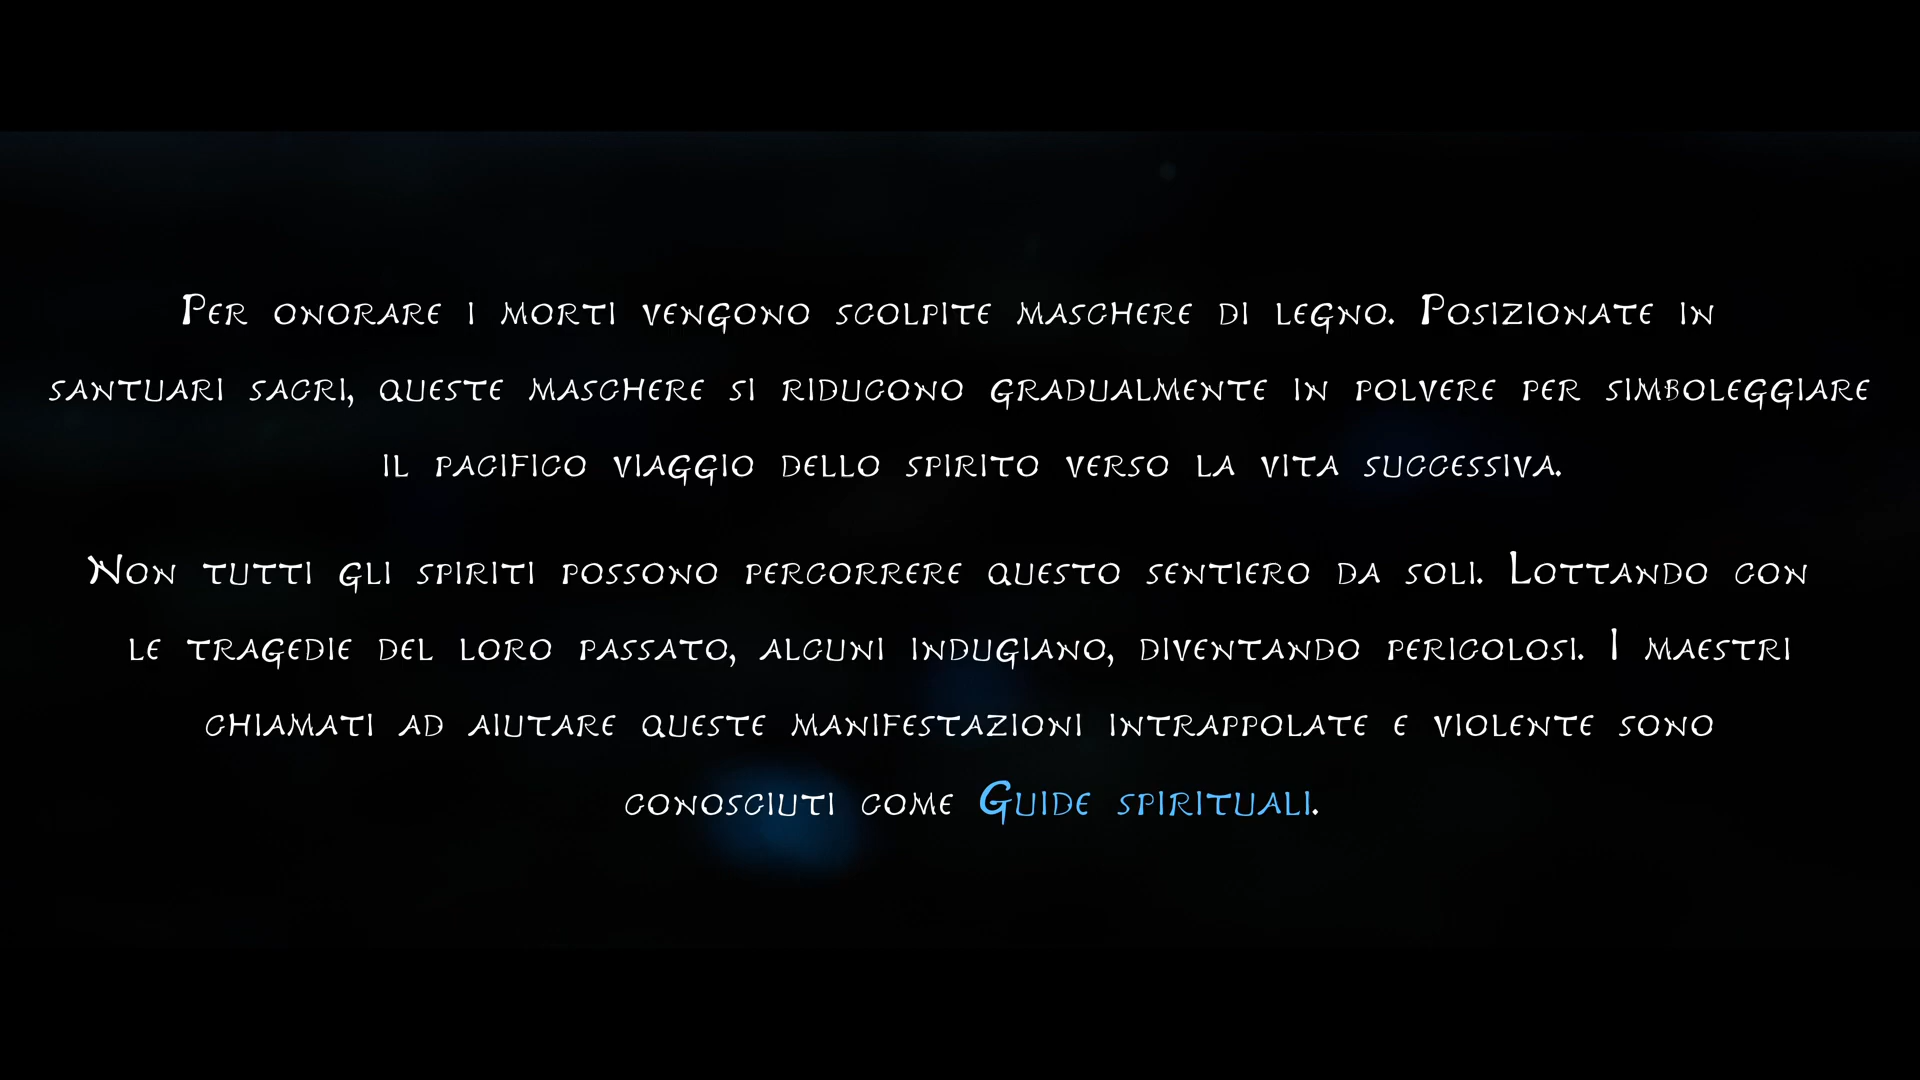 Per onorare i morti vengono scolpite maschere di legno. Posizionate in
santuari sacri, queste maschere si riducono gradualmente in polvere per simboleggiare
il pacifico viaggio dello spirito verso la vita successiva.
Non tutti gli spiriti possono percorrere questo sentiero da soli. Lottando con
le tragedie del loro passato, alcuni indugiano, diventando pericolosi. I maestri
chiamati ad aiutare queste manifestazioni intrappolate e violente sono
conosciuti come Guide spirituali.